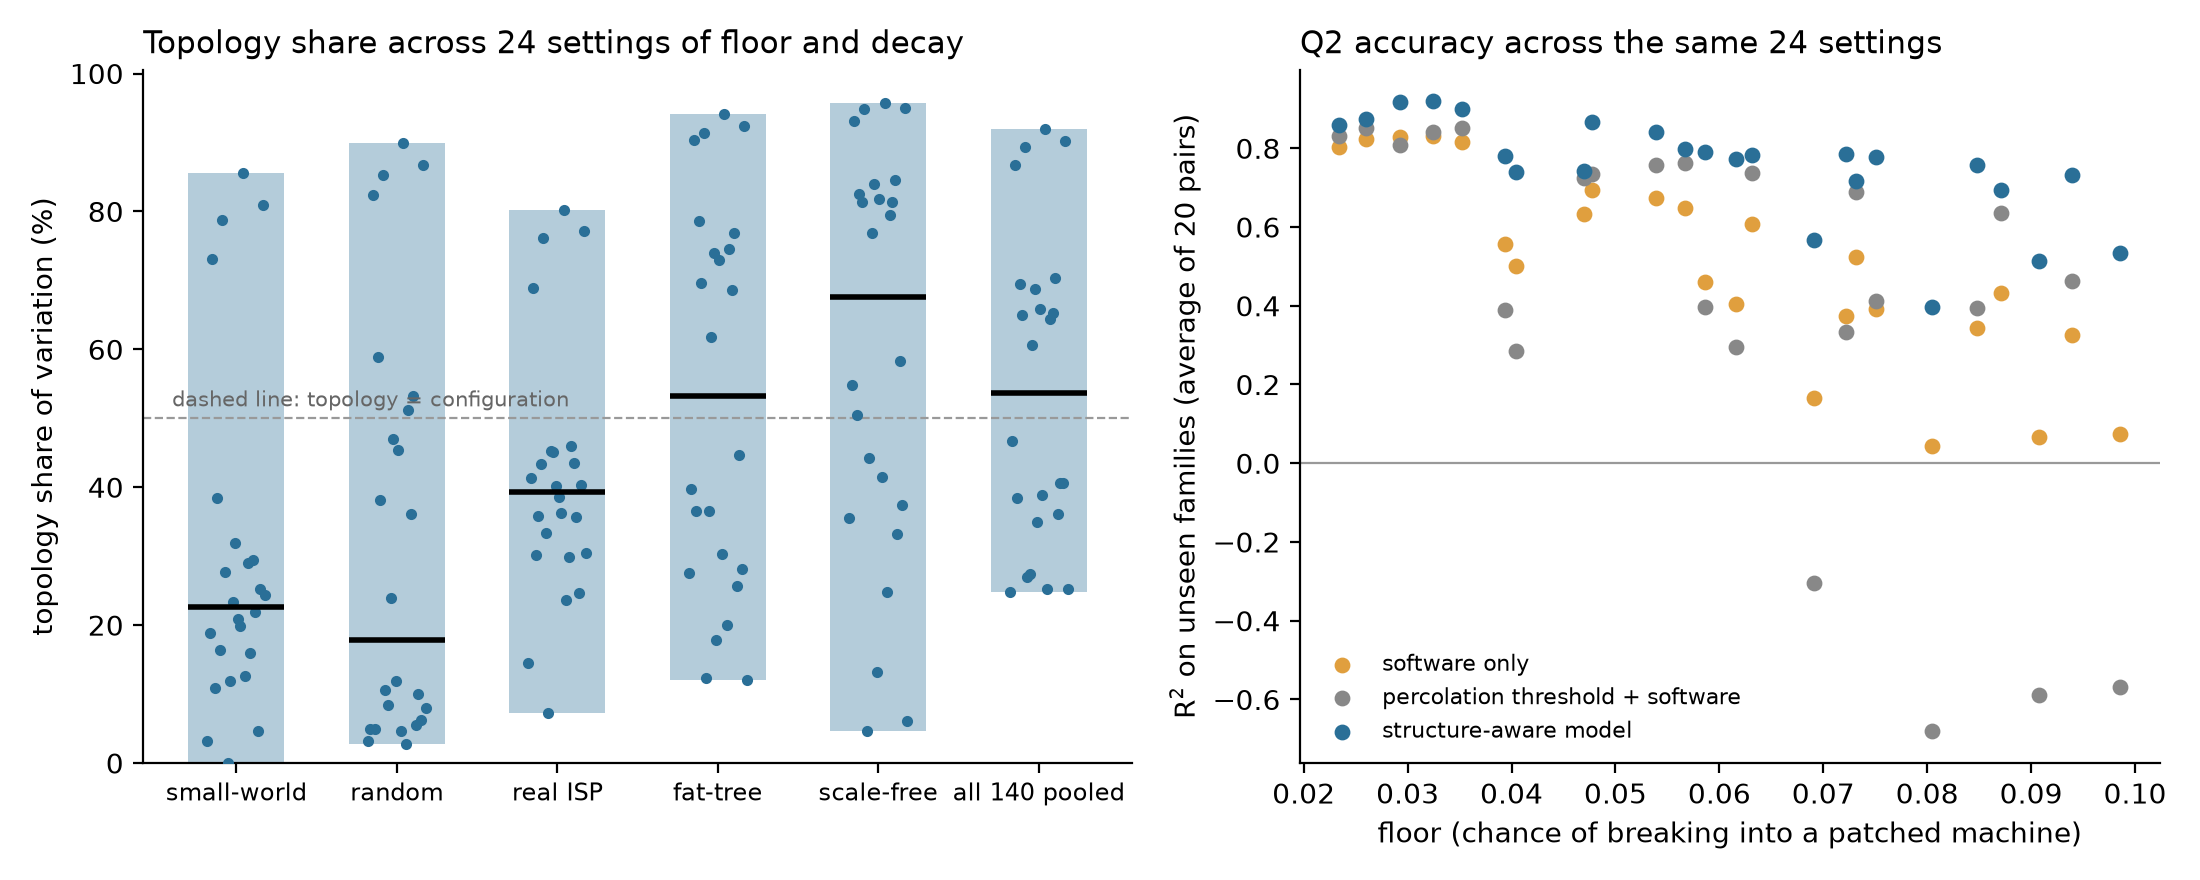 Topology share across 24 settings of floor and decay
topology share of variation (%)
100
80
60
40
20
0
dashed line: topology = configuration
small-world
random
real ISP
fat-tree
scale-free
all 140 pooled
Q2 accuracy across the same 24 settings
R² on unseen families (average of 20 pairs)
0.8
0.6
0.4
0.2
0.0
−0.2
−0.4
−0.6
software only
percolation threshold + software
structure-aware model
0.02
0.03
0.04
0.05
0.06
0.07
0.08
0.09
0.10
floor (chance of breaking into a patched machine)